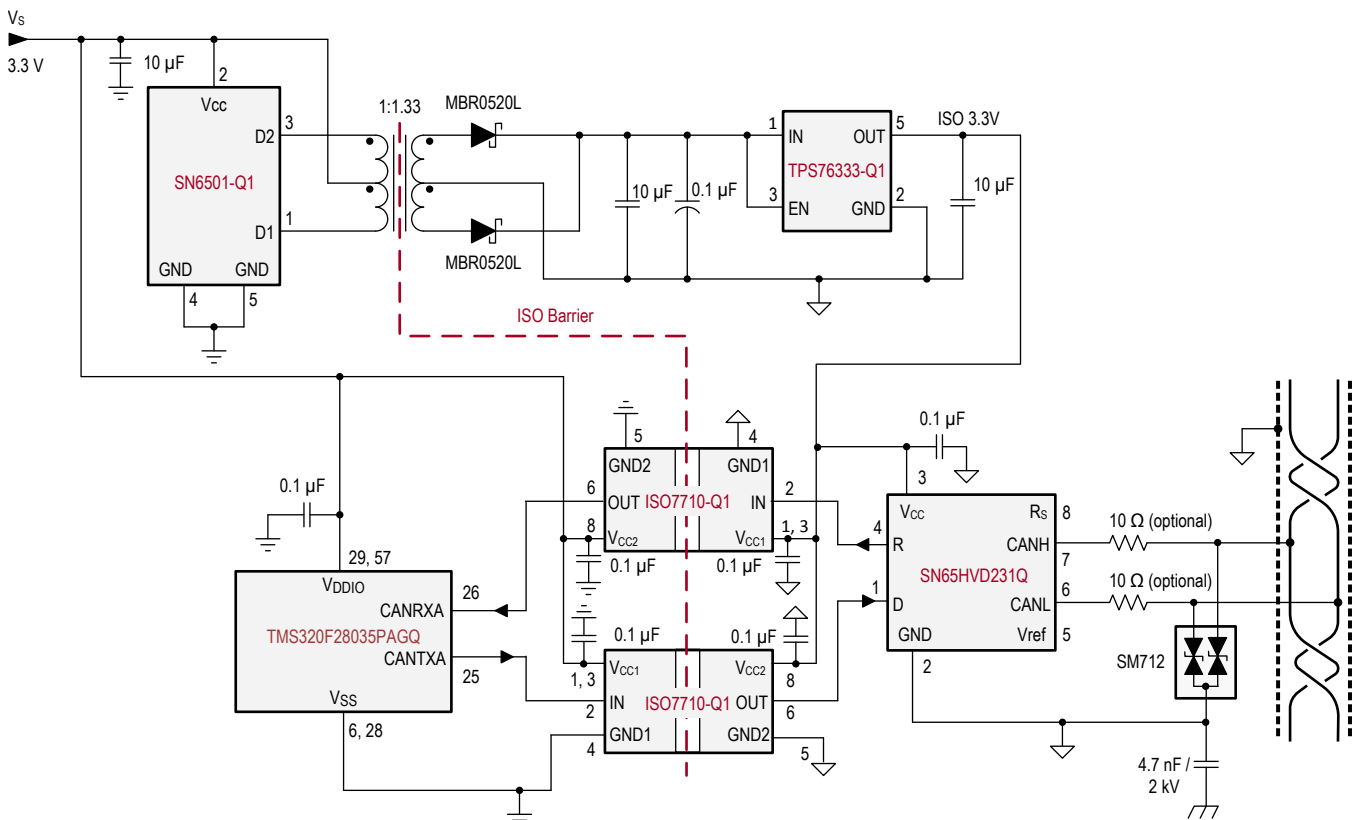 VS
3.3 V
10 µF
2
Vcc
D2
3
SN6501-Q1
D1
1
GND
GND
4
5
1:1.33
MBR0520L
MBR0520L
10 µF
0.1 µF
1
IN
OUT
5
TPS76333-Q1
3
EN
GND
2
ISO 3.3V
10 µF
ISO Barrier
5
4
GND2
GND1
6
OUT
ISO7710-Q1
IN
2
8
VCC2
VCC1
1, 3
0.1 µF
0.1 µF
0.1 µF
29, 57
VDDIO
CANRXA
26
TMS320F28035PAGQ
CANTXA
25
VSS
6, 28
0.1 µF
0.1 µF
VCC1
VCC2
1, 3
8
IN
ISO7710-Q1
OUT
2
6
GND1
GND2
4
5
0.1 µF
3
VCC
RS
8
4
R
CANH
7
SN65HVD231Q
1
D
CANL
6
GND
Vref
5
2
10 Ω (optional)
10 Ω (optional)
SM712
4.7 nF /
2 kV